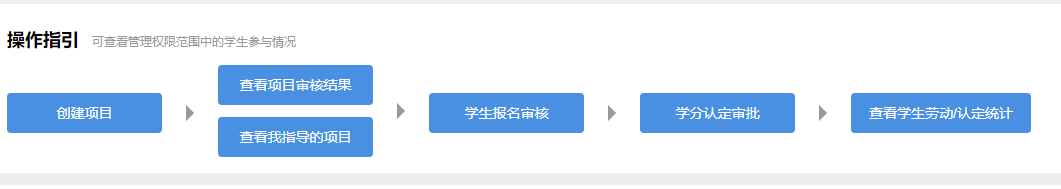 操作指引 可查看管理权限范围中的学生参与情况
创建项目
查看项目审核结果
查看我指导的项目
学生报名审核
学分认定审批
查看学生劳动/认定统计